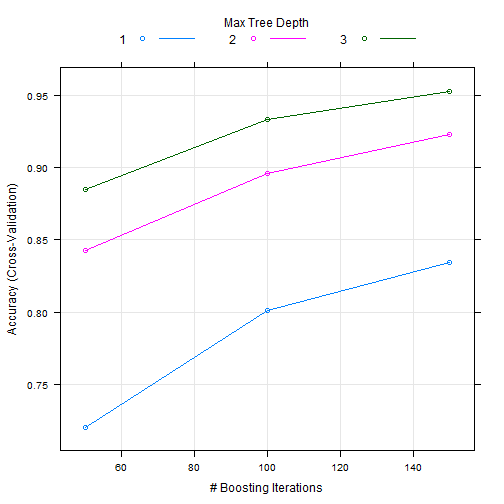 Max Tree Depth
1 2 3
0.95
0.90
0.85
0.80
0.75
Accuracy (Cross-Validation)
60 80 100 120 140
# Boosting Iterations